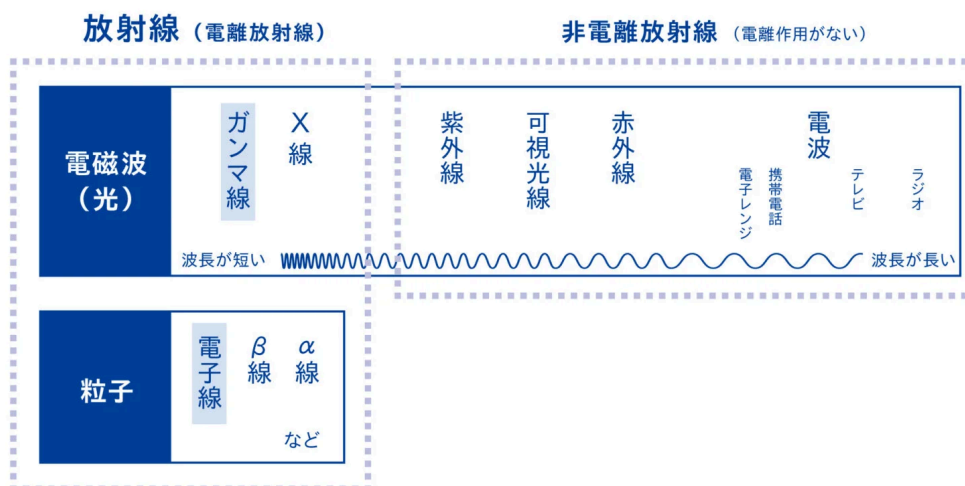 放射線（電離放射線）
非電離放射線（電離作用がない）
電磁波
（光）
ガンマ線
X線
紫外線
可視光線
赤外線
電波
電子レンジ
携帯電話
テレビ
ラジオ
波長が短い
波長が長い
粒子
電子線
β線
α線
など